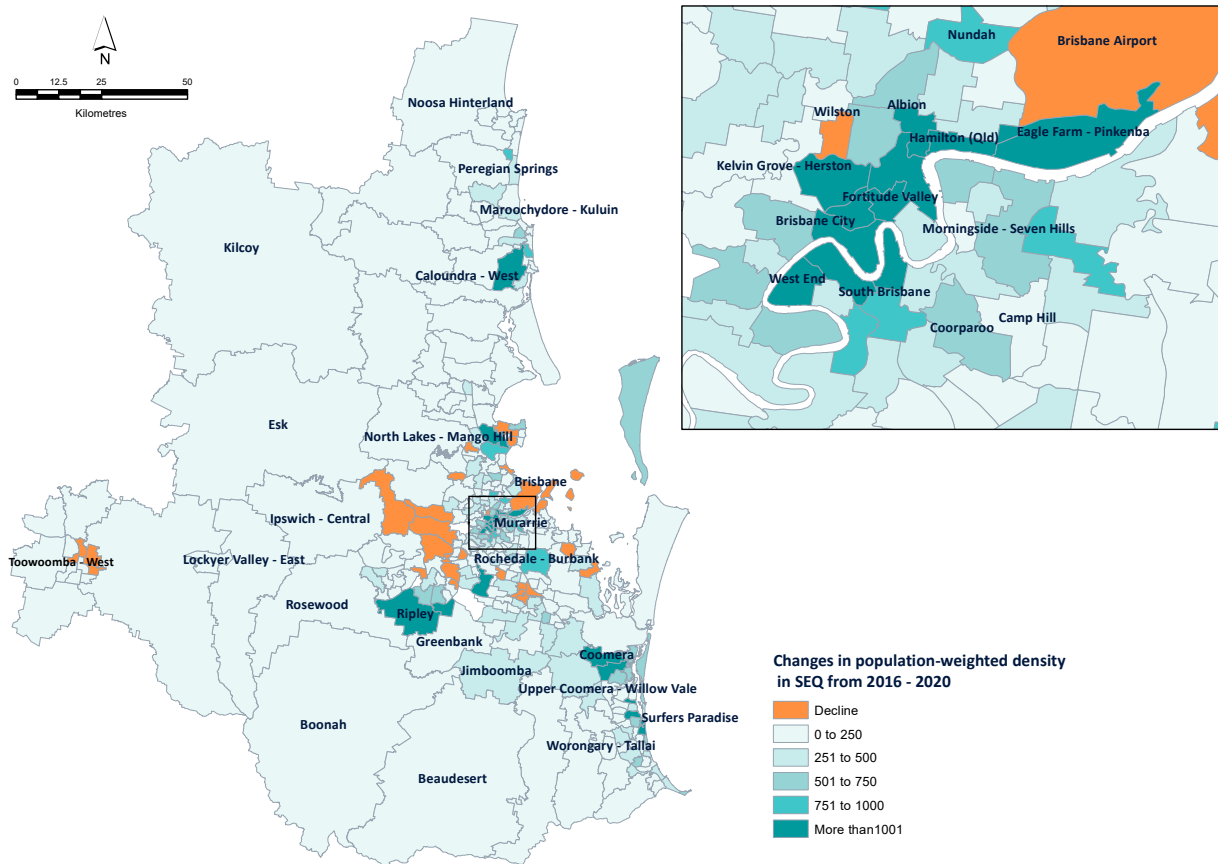 N
0 12.5 25 50
Kilometres
Noosa Hinterland
Peregian Springs
Maroochydore - Kuluin
Kilcoy
Caloundra - West
Esk
North Lakes - Mango Hill
Brisbane
Ipswich - Central
Murarrie
Toowoomba - West
Lockyer Valley - East
Rochedale - Burbank
Rosewood
Ripley
Greenbank
Coomera
Jimboomba
Upper Coomera - Willow Vale
Surfers Paradise
Boonah
Worongary - Tallai
Beaudesert
Nundah
Brisbane Airport
Wilston
Albion
Eagle Farm - Pinkenba
Hamilton (Qld)
Kelvin Grove - Herston
Fortitude Valley
Brisbane City
Morningside - Seven Hills
West End
South Brisbane
Camp Hill
Coorparoo
Changes in population-weighted density
in SEQ from 2016 - 2020
Decline
0 to 250
251 to 500
501 to 750
751 to 1000
More than1001